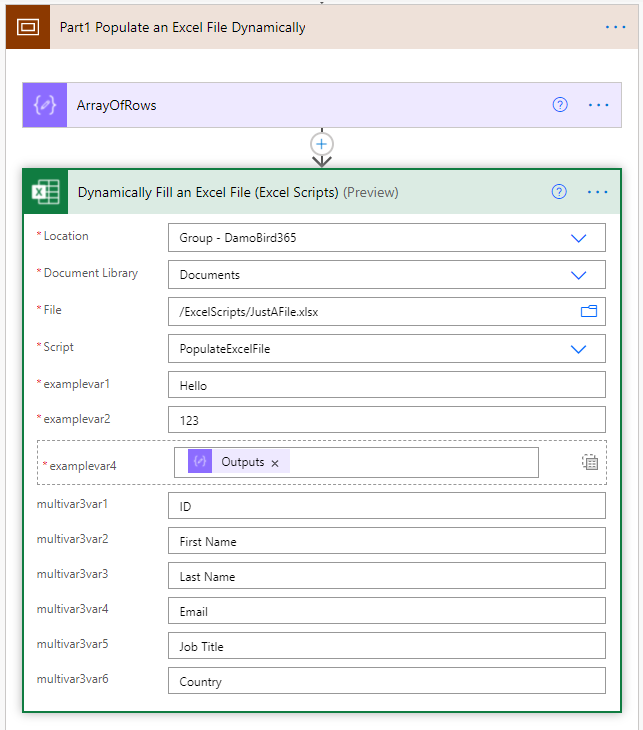 Part1 Populate an Excel File Dynamically
ArrayOfRows
Dynamically Fill an Excel File (Excel Scripts) (Preview)
* Location Group - DamoBird365
* Document Library Documents
* File /ExcelScripts/JustAFile.xlsx
* Script PopulateExcelFile
* examplevar1 Hello
* examplevar2 123
* examplevar4 Outputs ×
multivar3var1 ID
multivar3var2 First Name
multivar3var3 Last Name
multivar3var4 Email
multivar3var5 Job Title
multivar3var6 Country